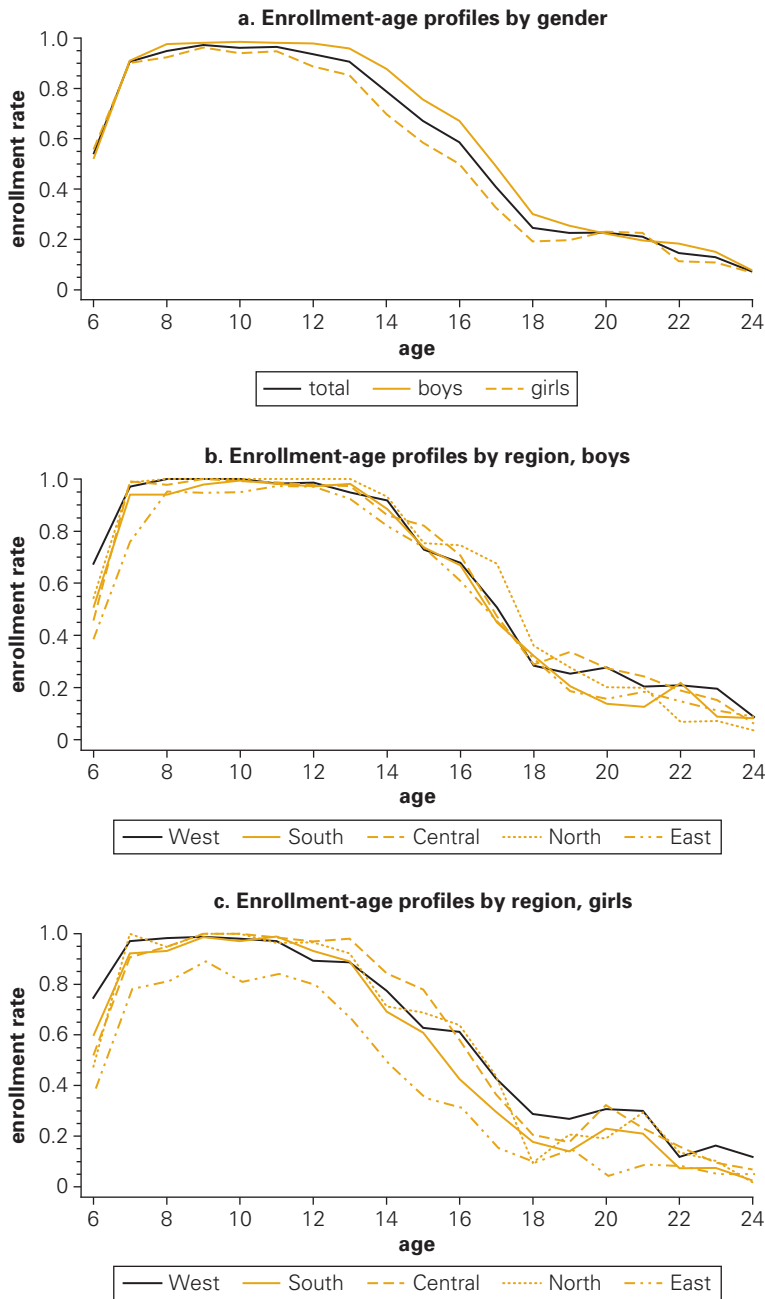 a. Enrollment-age profiles by gender
enrollment rate
1.0
0.8
0.6
0.4
0.2
0
6 8 10 12 14 16 18 20 22 24
age
total boys girls
b. Enrollment-age profiles by region, boys
enrollment rate
1.0
0.8
0.6
0.4
0.2
0
6 8 10 12 14 16 18 20 22 24
age
West South Central North East
c. Enrollment-age profiles by region, girls
enrollment rate
1.0
0.8
0.6
0.4
0.2
0
6 8 10 12 14 16 18 20 22 24
age
West South Central North East